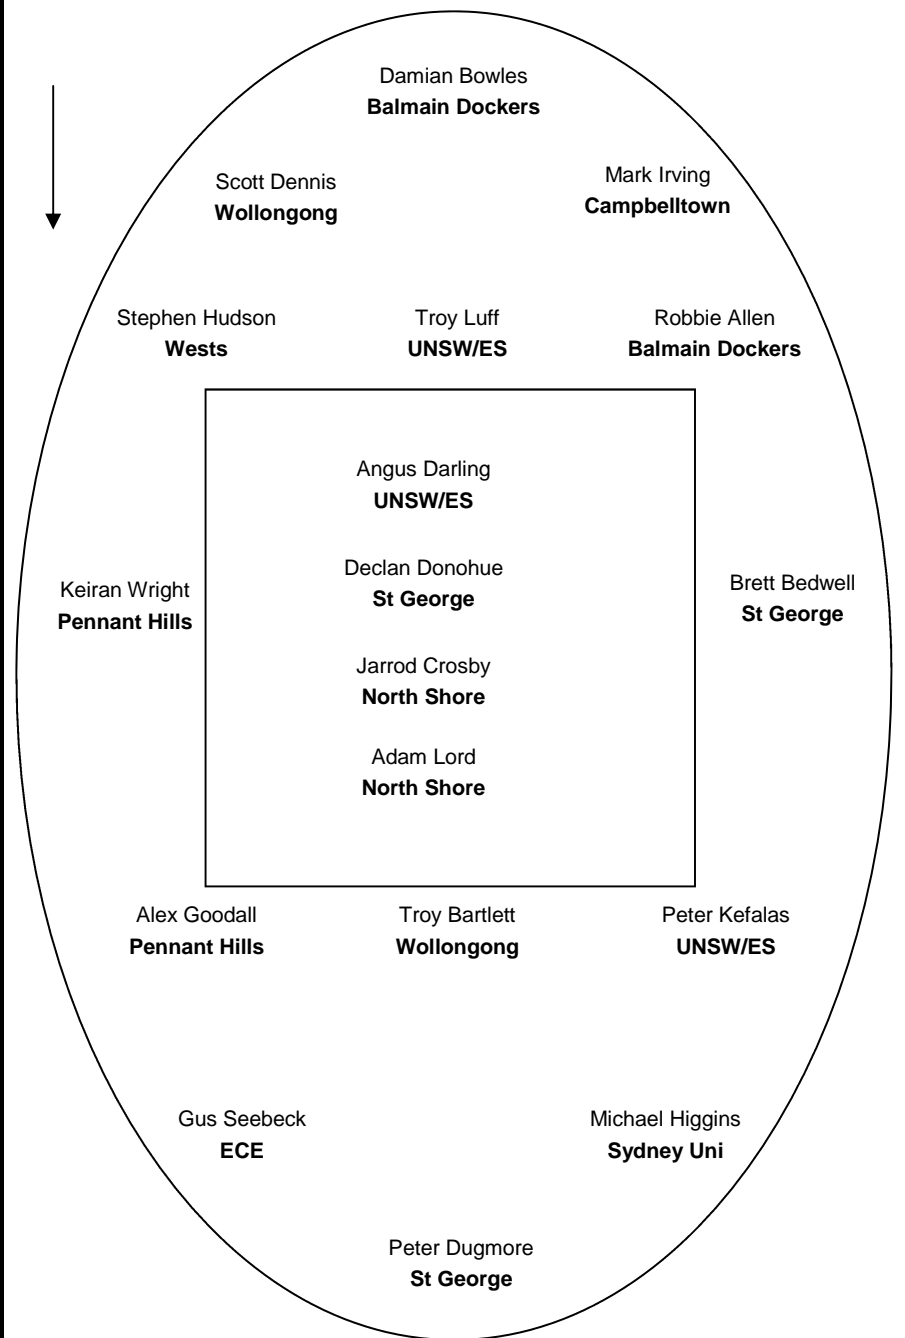 Damian Bowles
Balmain Dockers
Scott Dennis
Wollongong
Mark Irving
Campbelltown
Stephen Hudson
Wests
Troy Luff
UNSW/ES
Robbie Allen
Balmain Dockers
Angus Darling
UNSW/ES
Keiran Wright
Pennant Hills
Declan Donohue
St George
Brett Bedwell
St George
Jarrod Crosby
North Shore
Adam Lord
North Shore
Alex Goodall
Pennant Hills
Troy Bartlett
Wollongong
Peter Kefalas
UNSW/ES
Gus Seebeck
ECE
Michael Higgins
Sydney Uni
Peter Dugmore
St George